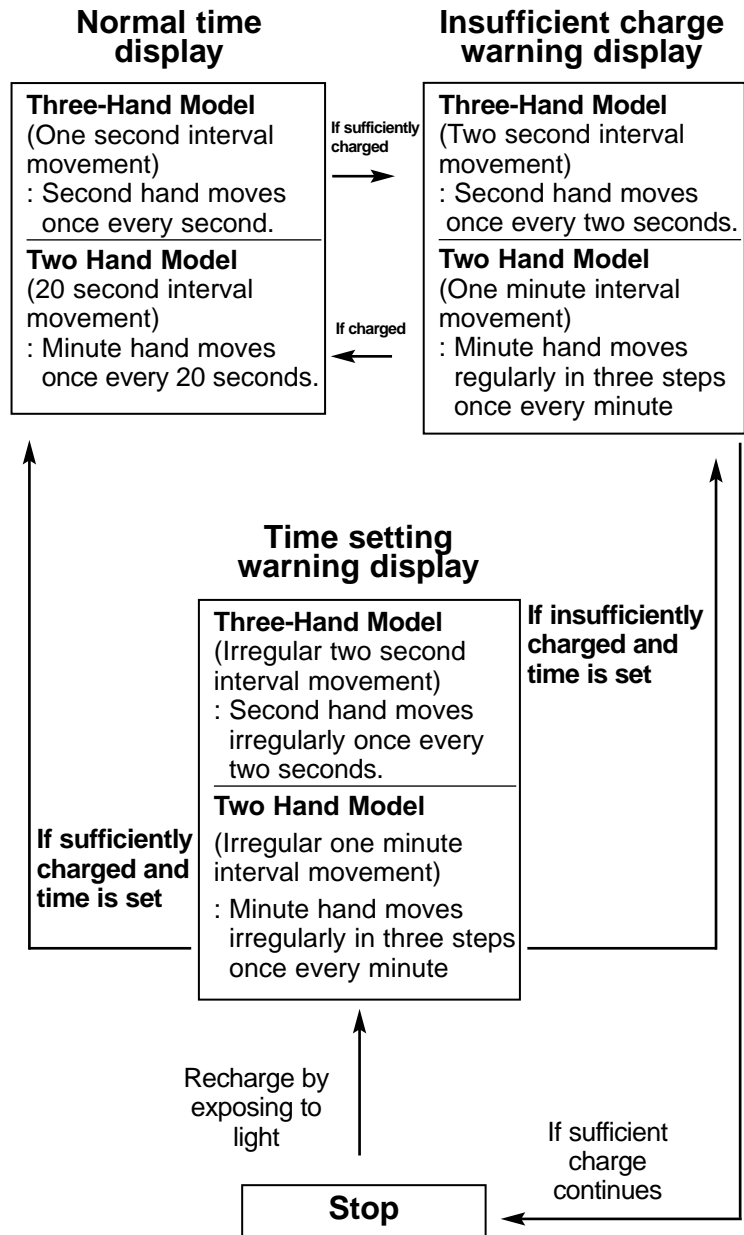 Normal time
display
Three-Hand Model
(One second interval
movement)
: Second hand moves
once every second.
Two Hand Model
(20 second interval
movement)
: Minute hand moves
once every 20 seconds.
If sufficiently
charged
If charged
Insufficient charge
warning display
Three-Hand Model
(Two second interval
movement)
: Second hand moves
once every two seconds.
Two Hand Model
(One minute interval
movement)
: Minute hand moves
regularly in three steps
once every minute
Time setting
warning display
Three-Hand Model
(Irregular two second
interval movement)
: Second hand moves
irregularly once every
two seconds.
Two Hand Model
(Irregular one minute
interval movement)
: Minute hand moves
irregularly in three steps
once every minute
If insufficiently
charged and
time is set
If sufficiently
charged and
time is set
Recharge by
exposing to
light
If sufficient
charge
continues
Stop